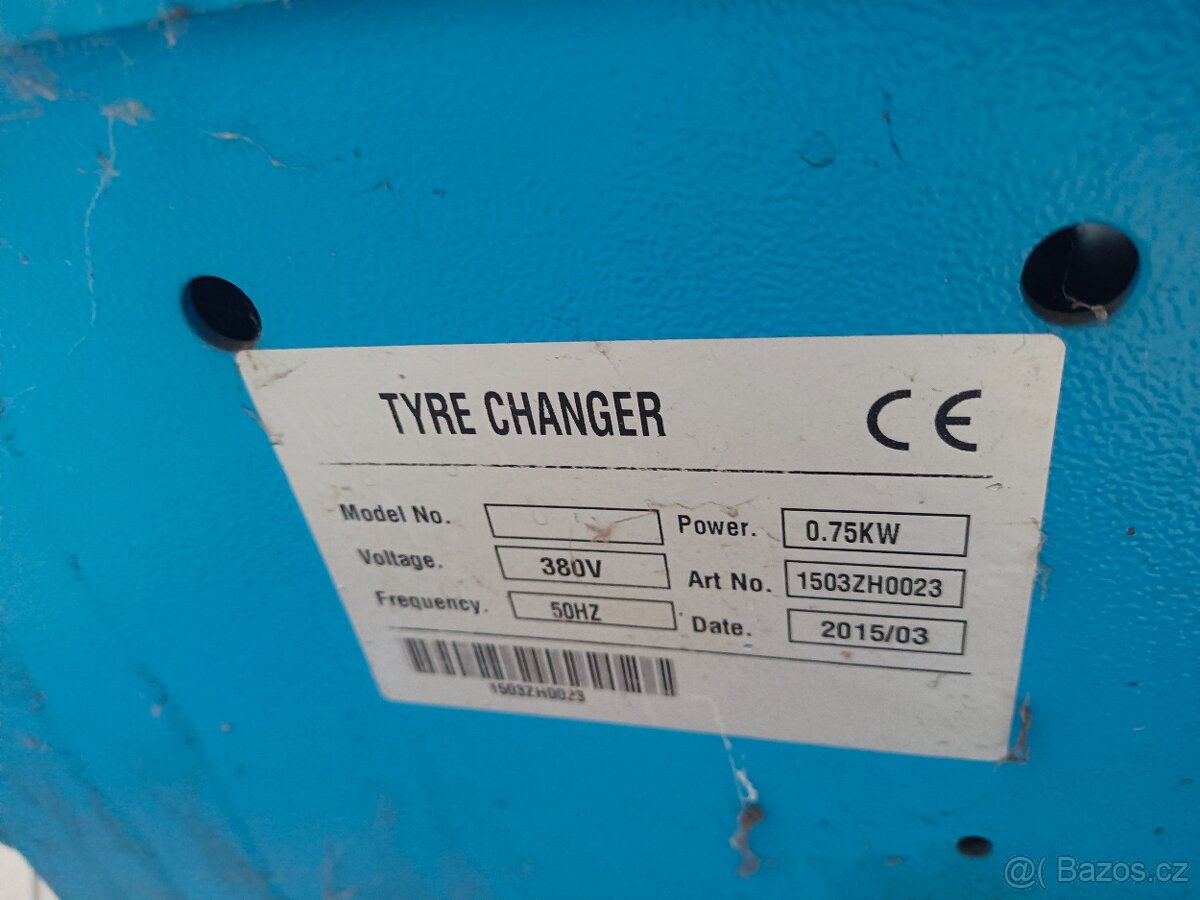 TYRE CHANGER CE
Model No. Power. 0.75KW
Voltage. 380V Art No. 1503ZH0023
Frequency. 50HZ Date. 2015/03
1503ZH0023
@( Bazos.cz